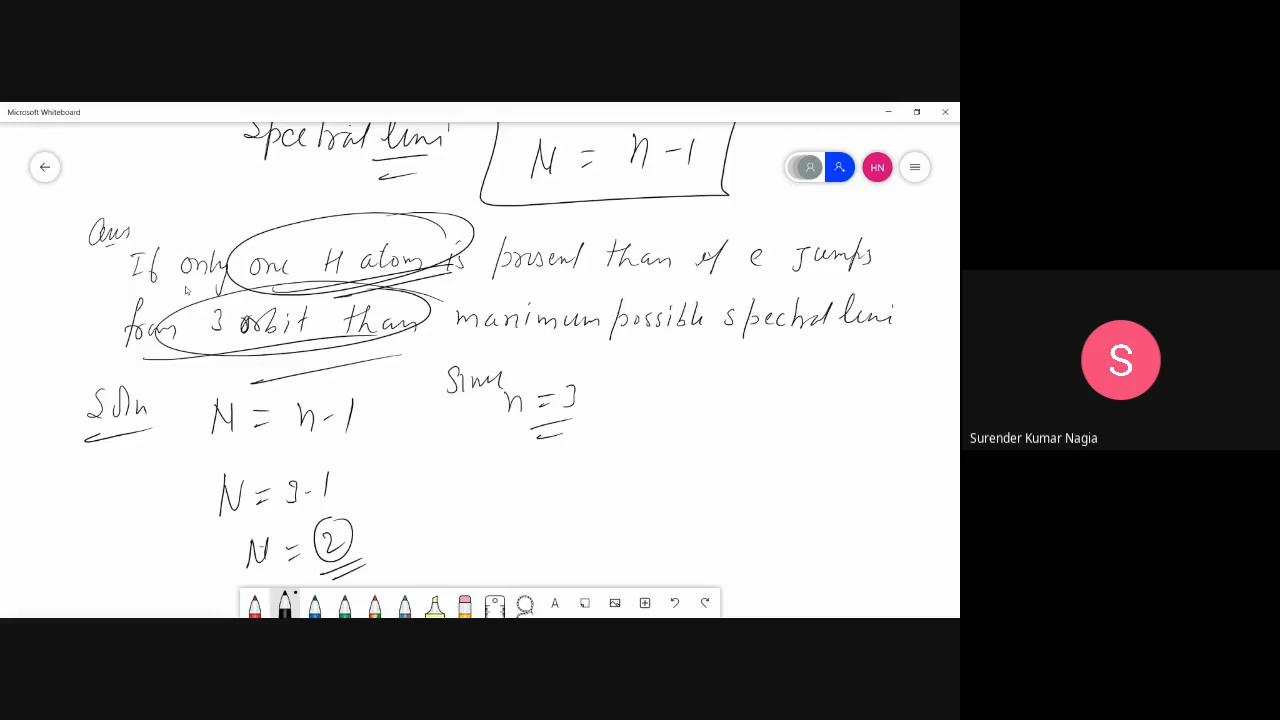 Microsoft Whiteboard
Spectral line
N = n - 1
HN
Ans
If only one H atom is present than if e Jumps
from 3 orbit than maximum possible spectral line
Soln N = n - 1 Since n = 3
N = 3 - 1
N = 2
A
S
Surender Kumar Nagia